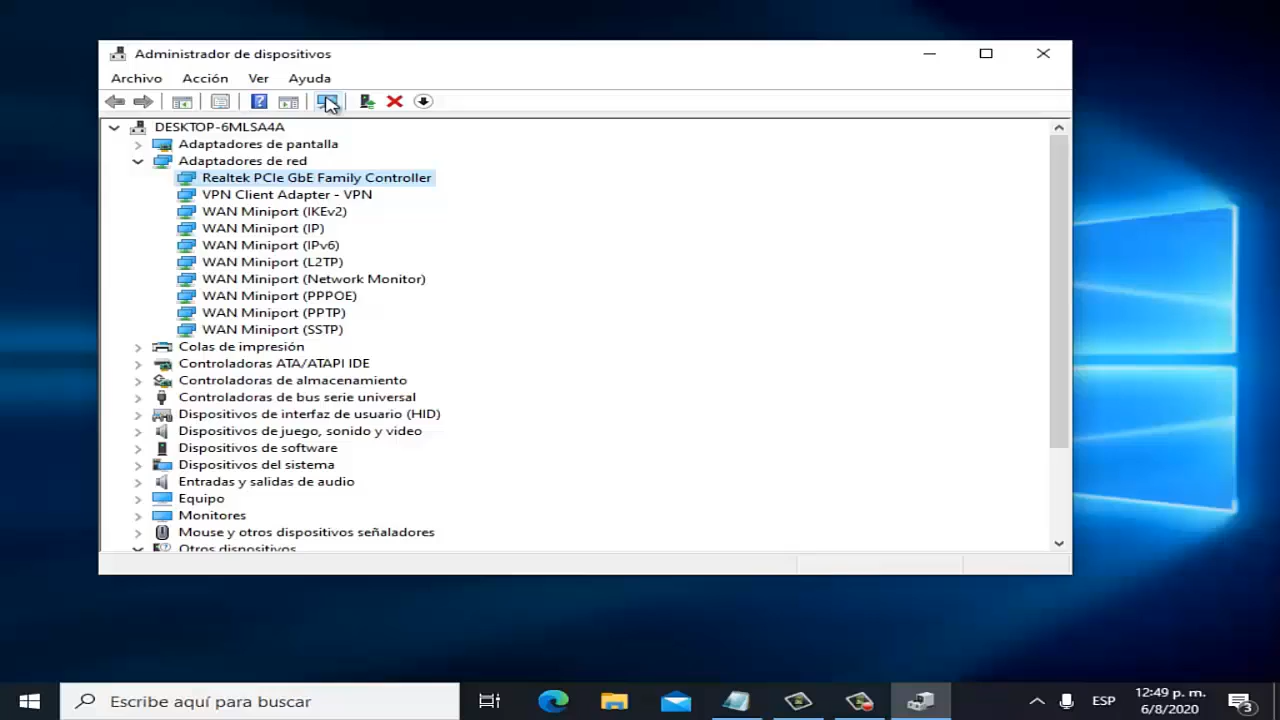 Administrador de dispositivos
Archivo Acción Ver Ayuda
DESKTOP-6MLSA4A
Adaptadores de pantalla
Adaptadores de red
Realtek PCIe GbE Family Controller
VPN Client Adapter - VPN
WAN Miniport (IKEv2)
WAN Miniport (IP)
WAN Miniport (IPv6)
WAN Miniport (L2TP)
WAN Miniport (Network Monitor)
WAN Miniport (PPPOE)
WAN Miniport (PPTP)
WAN Miniport (SSTP)
Colas de impresión
Controladoras ATA/ATAPI IDE
Controladoras de almacenamiento
Controladoras de bus serie universal
Dispositivos de interfaz de usuario (HID)
Dispositivos de juego, sonido y video
Dispositivos de software
Dispositivos del sistema
Entradas y salidas de audio
Equipo
Monitores
Mouse y otros dispositivos señaladores
Otros dispositivos
Escribe aquí para buscar
ESP
12:49 p. m.
6/8/2020
3